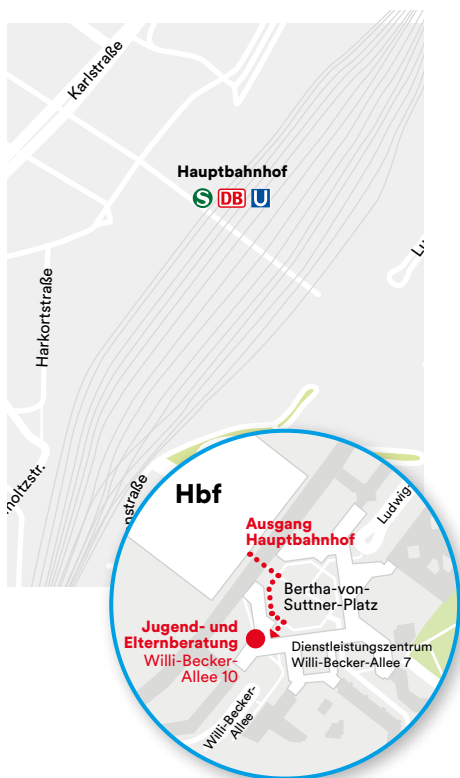 Karlstraße
Hauptbahnhof
S DB U
Harkortstraße
Hbf
Ausgang
Hauptbahnhof
Ludwig-
Bertha-von-
Suttner-Platz
Jugend- und
Elternberatung
Willi-Becker-
Allee 10
Dienstleistungszentrum
Willi-Becker-Allee 7
Willi-Becker-
Allee